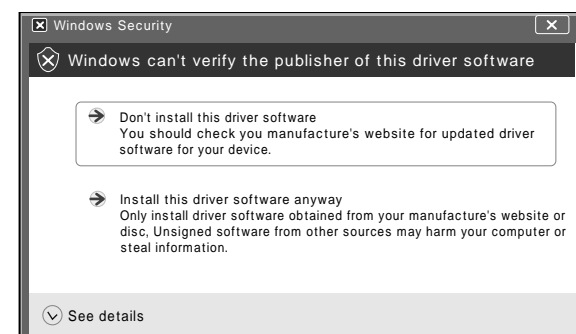 Windows Security
Windows can't verify the publisher of this driver software
Don't install this driver software
You should check you manufacture's website for updated driver
software for your device.
Install this driver software anyway
Only install driver software obtained from your manufacture's website or
disc, Unsigned software from other sources may harm your computer or
steal information.
See details